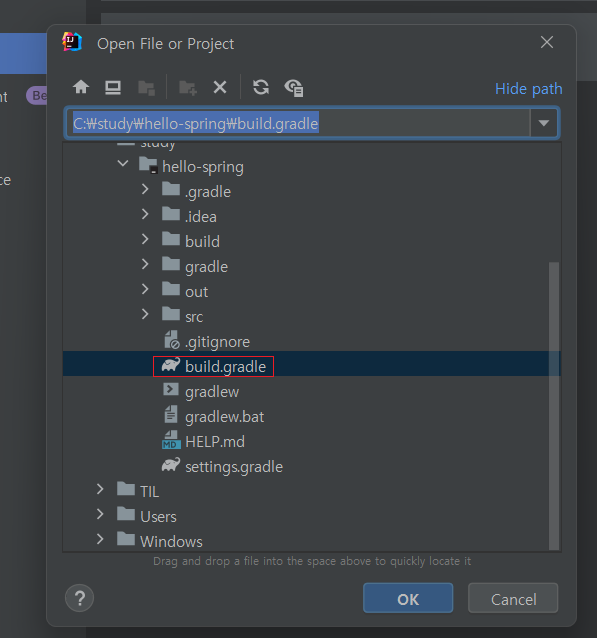 Open File or Project
Hide path
C:₩study₩hello-spring₩build.gradle
study
hello-spring
.gradle
.idea
build
gradle
out
src
.gitignore
build.gradle
gradlew
gradlew.bat
HELP.md
settings.gradle
TIL
Users
Windows
Drag and drop a file into the space above to quickly locate it
?
OK
Cancel
nt
Be
ce
IJ
MD